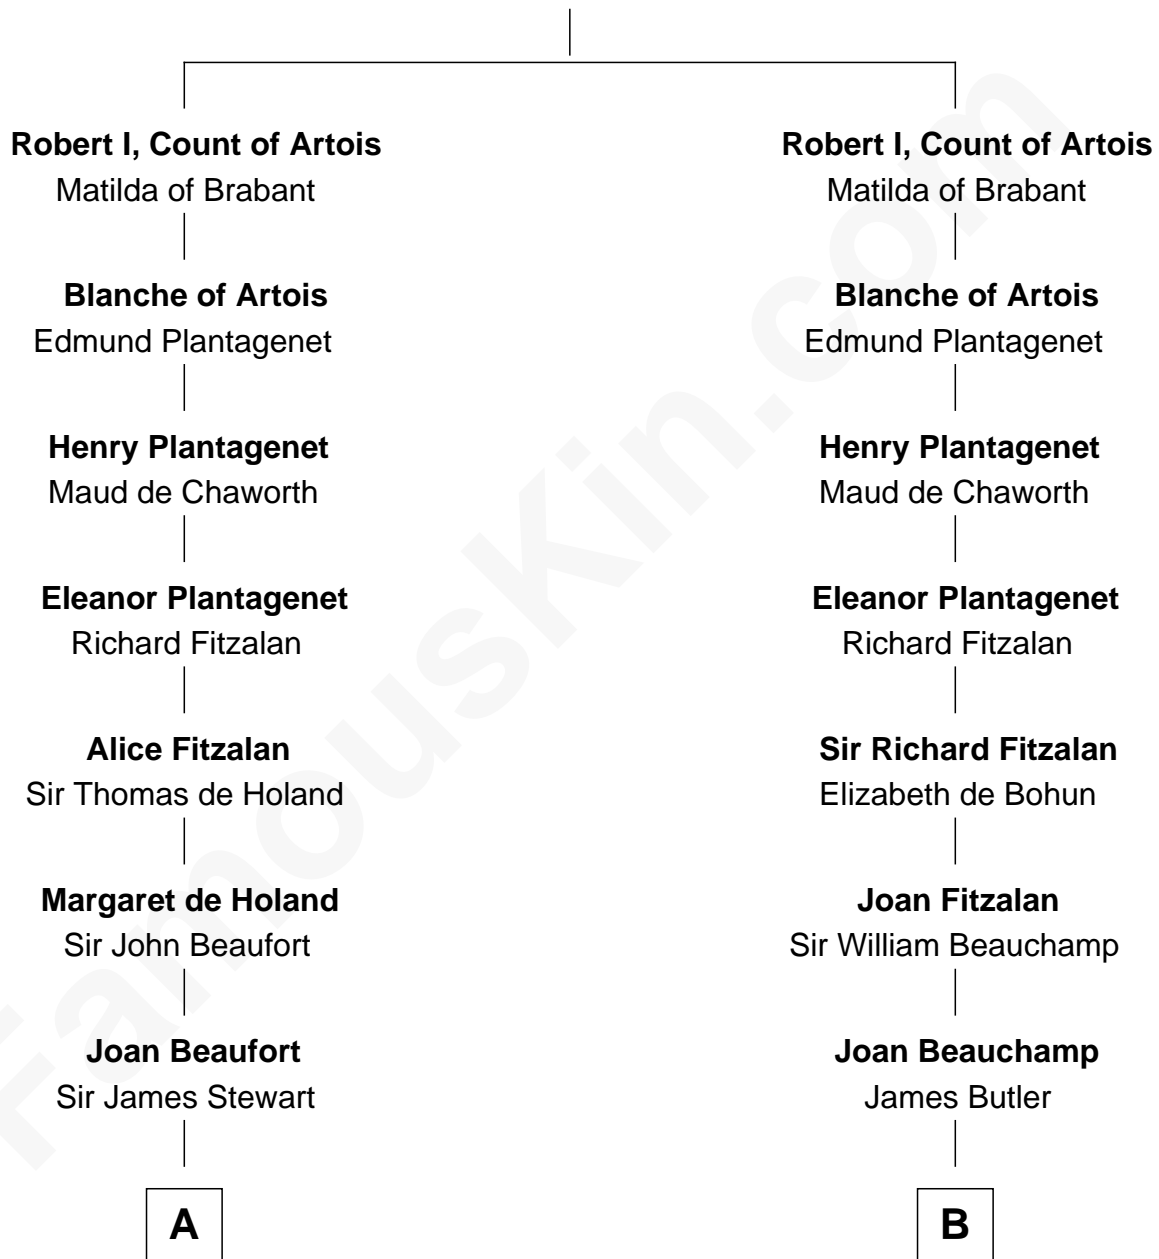 Robert I, Count of Artois
Matilda of Brabant
Robert I, Count of Artois
Matilda of Brabant
Blanche of Artois
Edmund Plantagenet
Blanche of Artois
Edmund Plantagenet
Henry Plantagenet
Maud de Chaworth
Henry Plantagenet
Maud de Chaworth
Eleanor Plantagenet
Richard Fitzalan
Eleanor Plantagenet
Richard Fitzalan
Alice Fitzalan
Sir Thomas de Holand
Sir Richard Fitzalan
Elizabeth de Bohun
Margaret de Holand
Sir John Beaufort
Joan Fitzalan
Sir William Beauchamp
Joan Beaufort
Sir James Stewart
Joan Beauchamp
James Butler
A
B
FamousKin.com